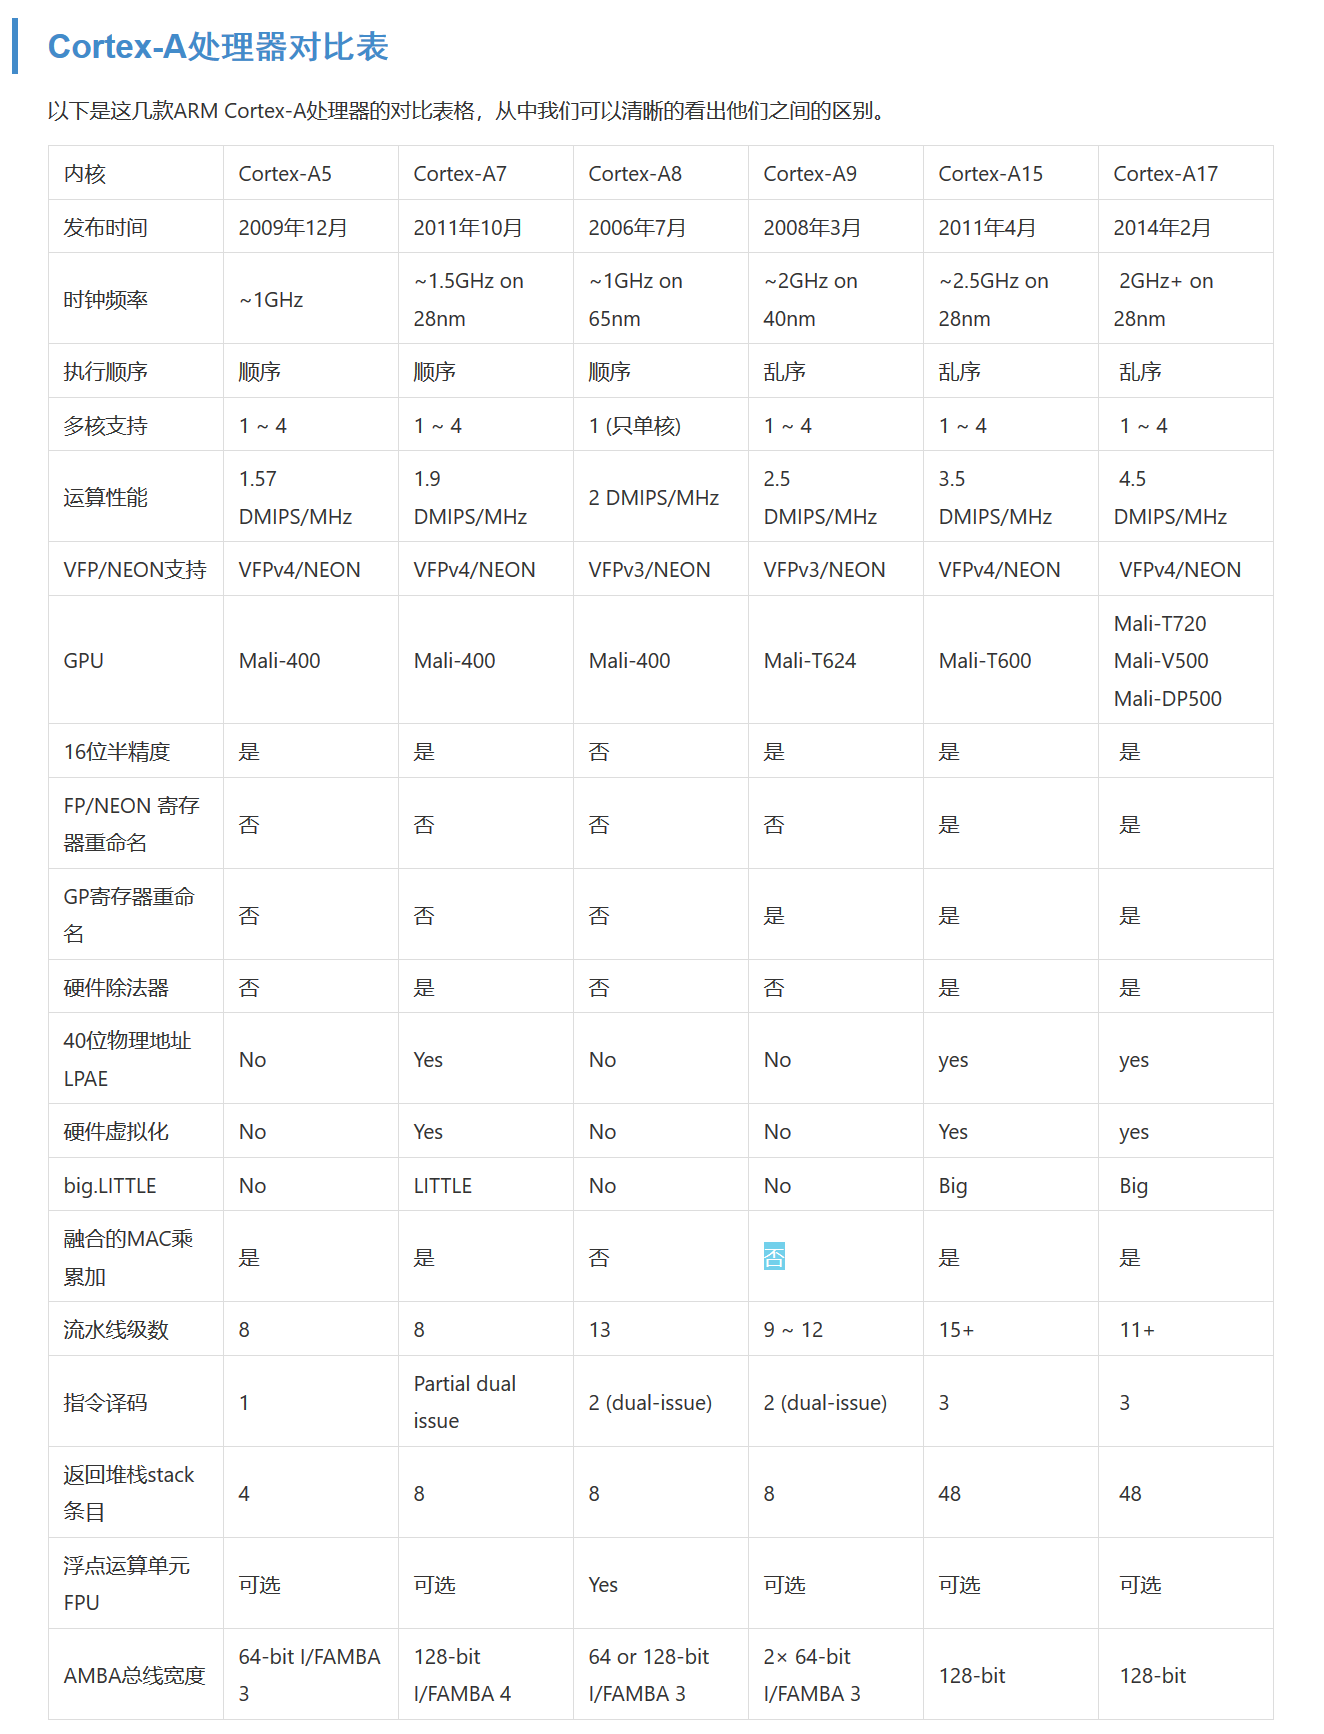 Cortex-A处理器对比表
以下是这几款ARM Cortex-A处理器的对比表格，从中我们可以清晰的看出他们之间的区别。
内核 Cortex-A5 Cortex-A7 Cortex-A8 Cortex-A9 Cortex-A15 Cortex-A17
发布时间 2009年12月 2011年10月 2006年7月 2008年3月 2011年4月 2014年2月
时钟频率 ~1GHz ~1.5GHz on 28nm ~1GHz on 65nm ~2GHz on 40nm ~2.5GHz on 28nm 2GHz+ on 28nm
执行顺序 顺序 顺序 顺序 乱序 乱序 乱序
多核支持 1 ~ 4 1 ~ 4 1 (只单核) 1 ~ 4 1 ~ 4 1 ~ 4
运算性能 1.57 DMIPS/MHz 1.9 DMIPS/MHz 2 DMIPS/MHz 2.5 DMIPS/MHz 3.5 DMIPS/MHz 4.5 DMIPS/MHz
VFP/NEON支持 VFPv4/NEON VFPv4/NEON VFPv3/NEON VFPv3/NEON VFPv4/NEON VFPv4/NEON
GPU Mali-400 Mali-400 Mali-400 Mali-T624 Mali-T600 Mali-T720 Mali-V500 Mali-DP500
16位半精度 是 是 否 是 是 是
FP/NEON 寄存器重命名 否 否 否 否 是 是
GP寄存器重命名 否 否 否 是 是 是
硬件除法器 否 是 否 否 是 是
40位物理地址LPAE No Yes No No yes yes
硬件虚拟化 No Yes No No Yes yes
big.LITTLE No LITTLE No No Big Big
融合的MAC乘累加 是 是 否 否 是 是
流水线级数 8 8 13 9 ~ 12 15+ 11+
指令译码 1 Partial dual issue 2 (dual-issue) 2 (dual-issue) 3 3
返回堆栈stack条目 4 8 8 8 48 48
浮点运算单元FPU 可选 可选 Yes 可选 可选 可选
AMBA总线宽度 64-bit I/FAMBA 3 128-bit I/FAMBA 4 64 or 128-bit I/FAMBA 3 2× 64-bit I/FAMBA 3 128-bit 128-bit